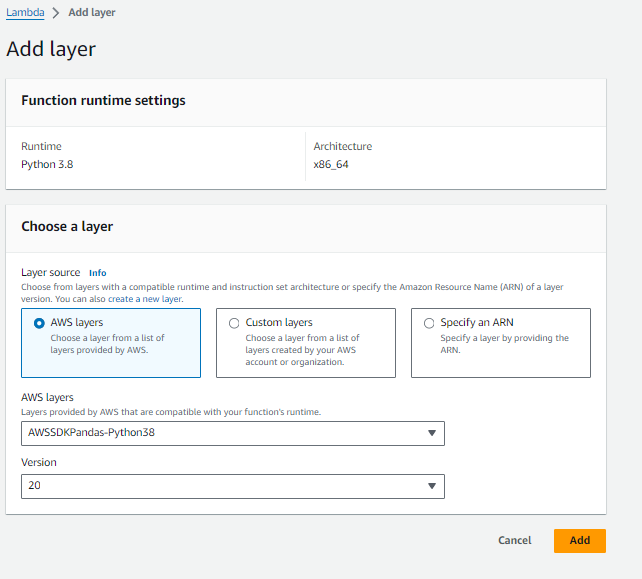 Lambda > Add layer
Add layer
Function runtime settings
Runtime
Python 3.8
Architecture
x86_64
Choose a layer
Layer source Info
Choose from layers with a compatible runtime and instruction set architecture or specify the Amazon Resource Name (ARN) of a layer
version. You can also create a new layer.
AWS layers
Choose a layer from a list of
layers provided by AWS.
Custom layers
Choose a layer from a list of
layers created by your AWS
account or organization.
Specify an ARN
Specify a layer by providing the
ARN.
AWS layers
Layers provided by AWS that are compatible with your function's runtime.
AWSSDKPandas-Python38
Version
20
Cancel
Add